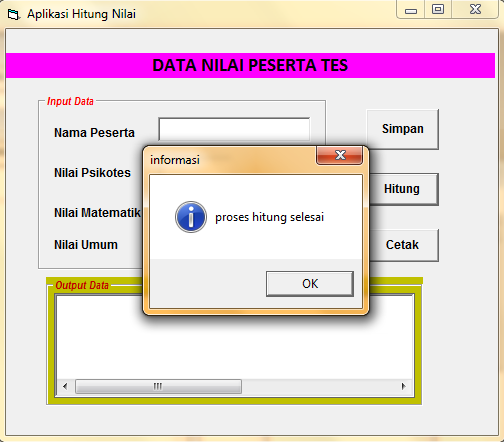 Aplikasi Hitung Nilai
DATA NILAI PESERTA TES
Input Data
Nama Peserta
Simpan
informasi
Nilai Psikotes
Hitung
proses hitung selesai
Nilai Matematik
Nilai Umum
Cetak
OK
Output Data